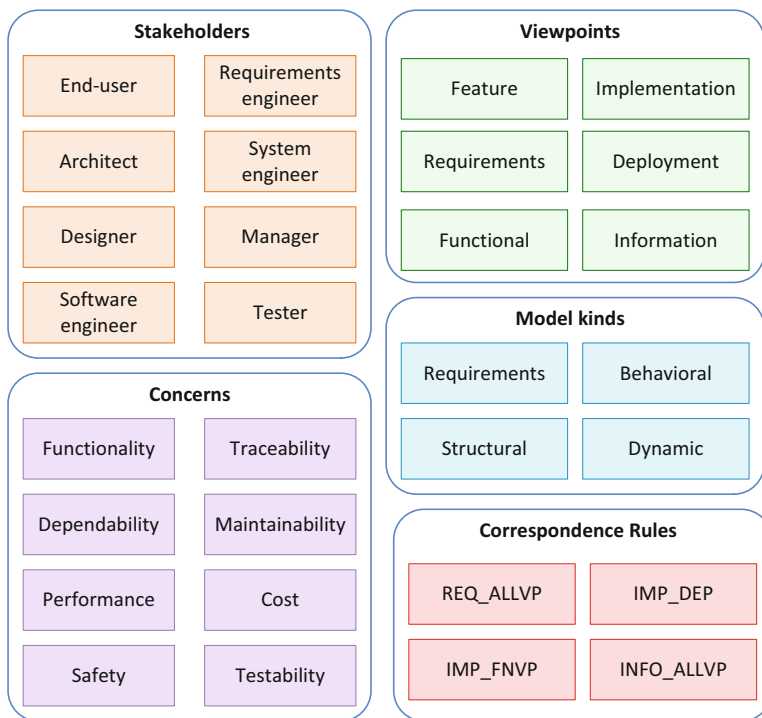 Stakeholders
End-user
Requirements
engineer
Architect
System
engineer
Designer
Manager
Software
engineer
Tester
Concerns
Functionality
Traceability
Dependability
Maintainability
Performance
Cost
Safety
Testability
Viewpoints
Feature
Implementation
Requirements
Deployment
Functional
Information
Model kinds
Requirements
Behavioral
Structural
Dynamic
Correspondence Rules
REQ_ALLVP
IMP_DEP
IMP_FNVP
INFO_ALLVP